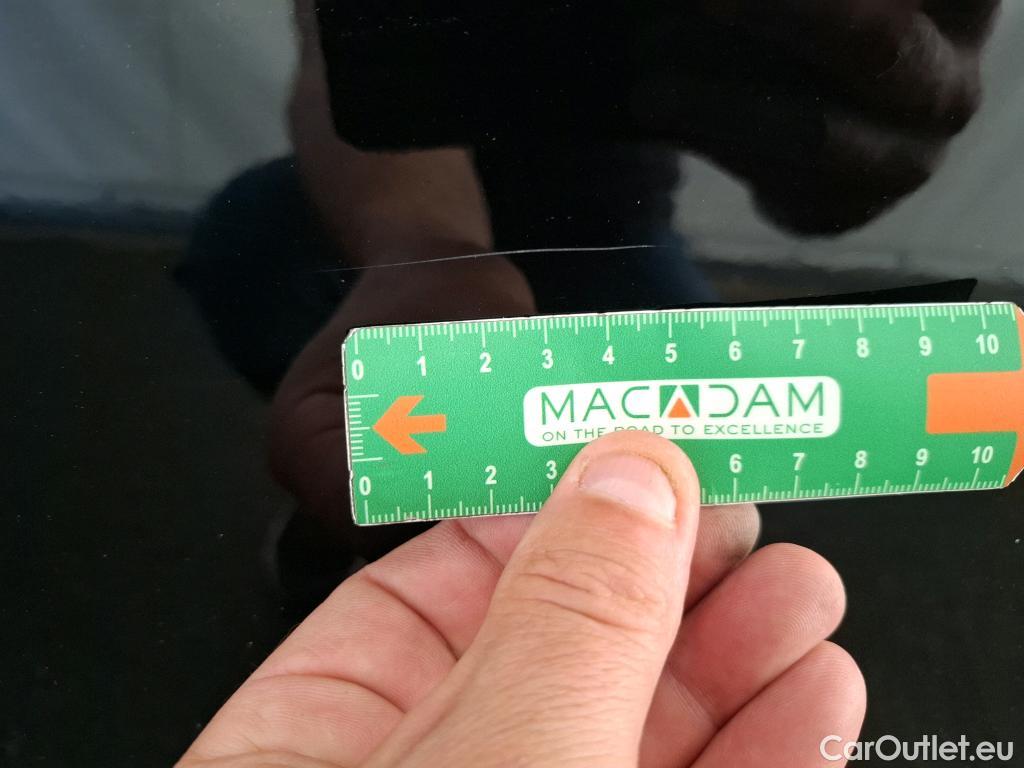 0 1 2 3 4 5 6 7 8 9 10
MACADAM
ON THE ROAD TO EXCELLENCE
0 1 2 3 6 7 8 9 10
CarOutlet.eu